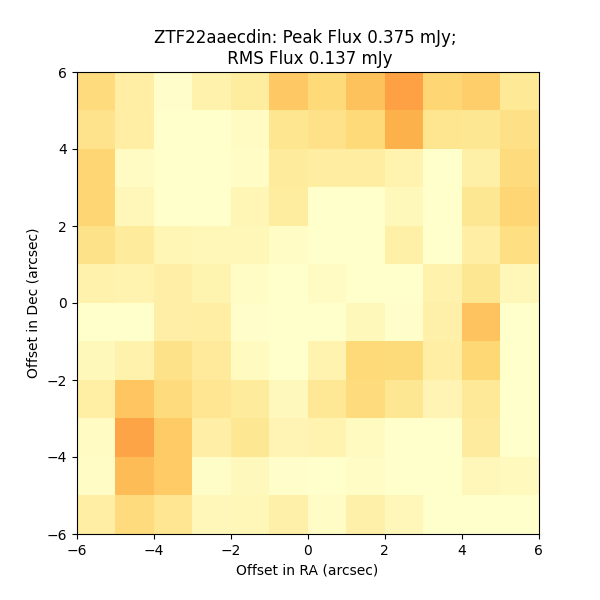 ZTF22aaecdin: Peak Flux 0.375 mJy;
RMS Flux 0.137 mJy
6
4
2
0
−2
−4
−6
Offset in Dec (arcsec)
−6 −4 −2 0 2 4 6
Offset in RA (arcsec)